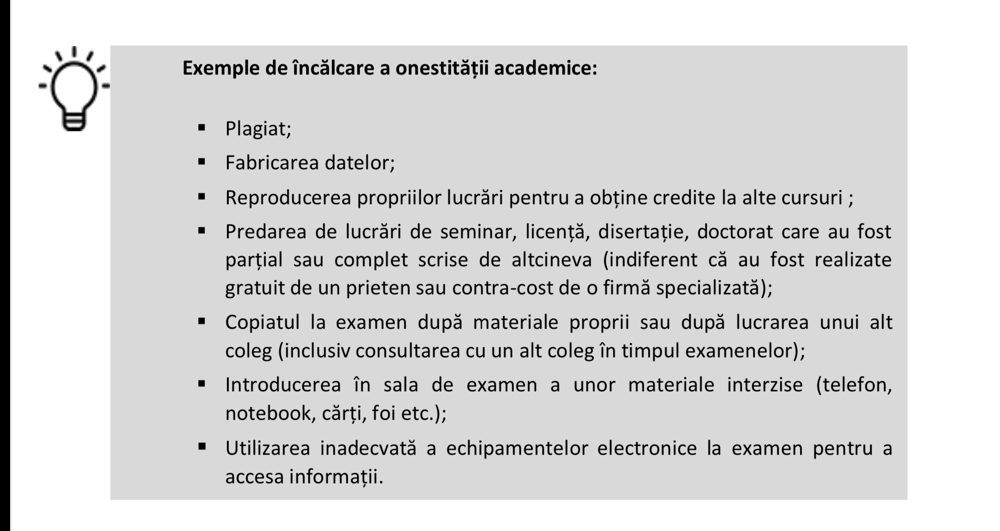 Exemple de încălcare a onestității academice:
▪ Plagiat;
▪ Fabricarea datelor;
▪ Reproducerea propriilor lucrări pentru a obține credite la alte cursuri ;
▪ Predarea de lucrări de seminar, licență, disertație, doctorat care au fost
parțial sau complet scrise de altcineva (indiferent că au fost realizate
gratuit de un prieten sau contra-cost de o firmă specializată);
▪ Copiatul la examen după materiale proprii sau după lucrarea unui alt
coleg (inclusiv consultarea cu un alt coleg în timpul examenelor);
▪ Introducerea în sala de examen a unor materiale interzise (telefon,
notebook, cărți, foi etc.);
▪ Utilizarea inadecvată a echipamentelor electronice la examen pentru a
accesa informații.